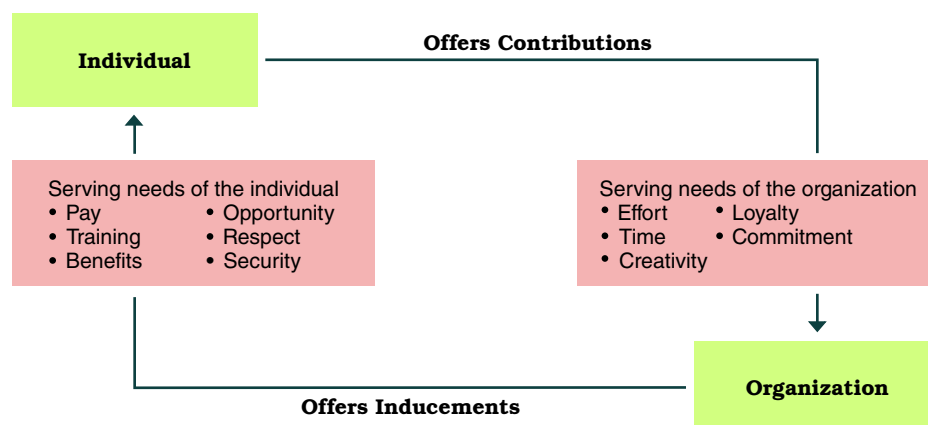 Individual
Offers Contributions
Serving needs of the individual
• Pay
• Training
• Benefits
• Opportunity
• Respect
• Security
Serving needs of the organization
• Effort
• Time
• Creativity
• Loyalty
• Commitment
Organization
Offers Inducements